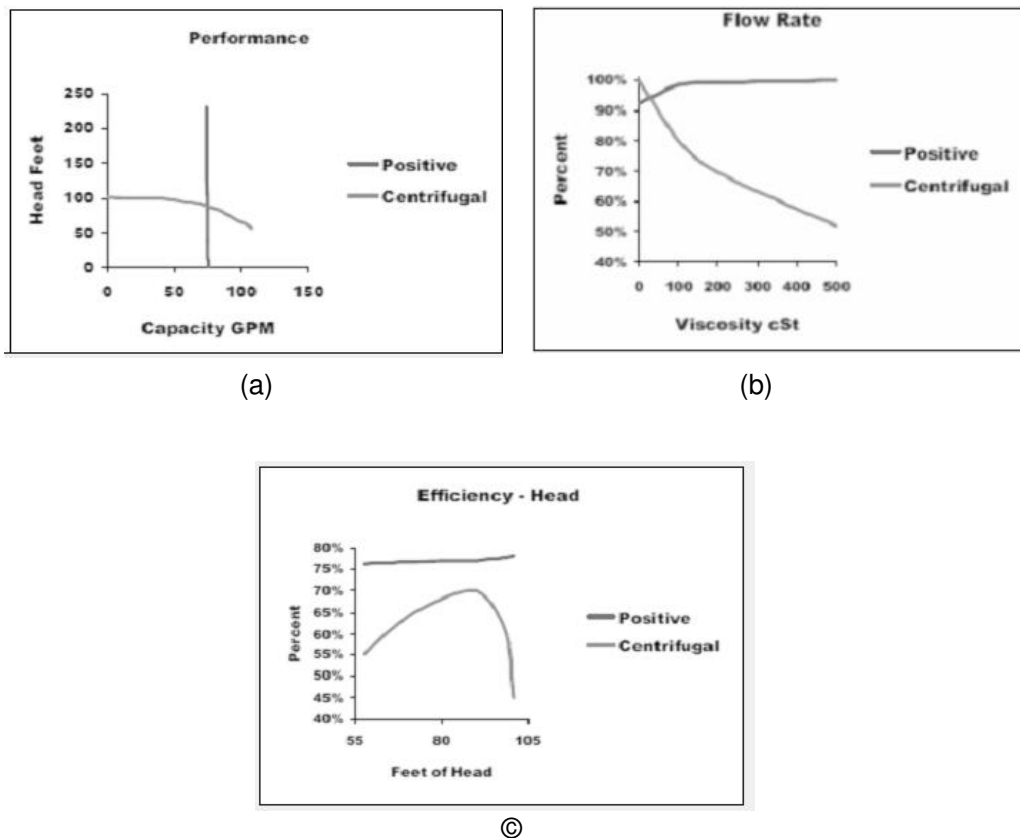 Performance
250
200
150
100
50
0
0 50 100 150
Head Feet
Capacity GPM
Positive
Centrifugal
(a)
Flow Rate
100%
90%
80%
70%
60%
50%
40%
0 100 200 300 400 500
Percent
Viscosity cSt
Positive
Centrifugal
(b)
Efficiency - Head
80%
75%
70%
65%
60%
55%
50%
45%
40%
55 80 105
Percent
Feet of Head
Positive
Centrifugal
©